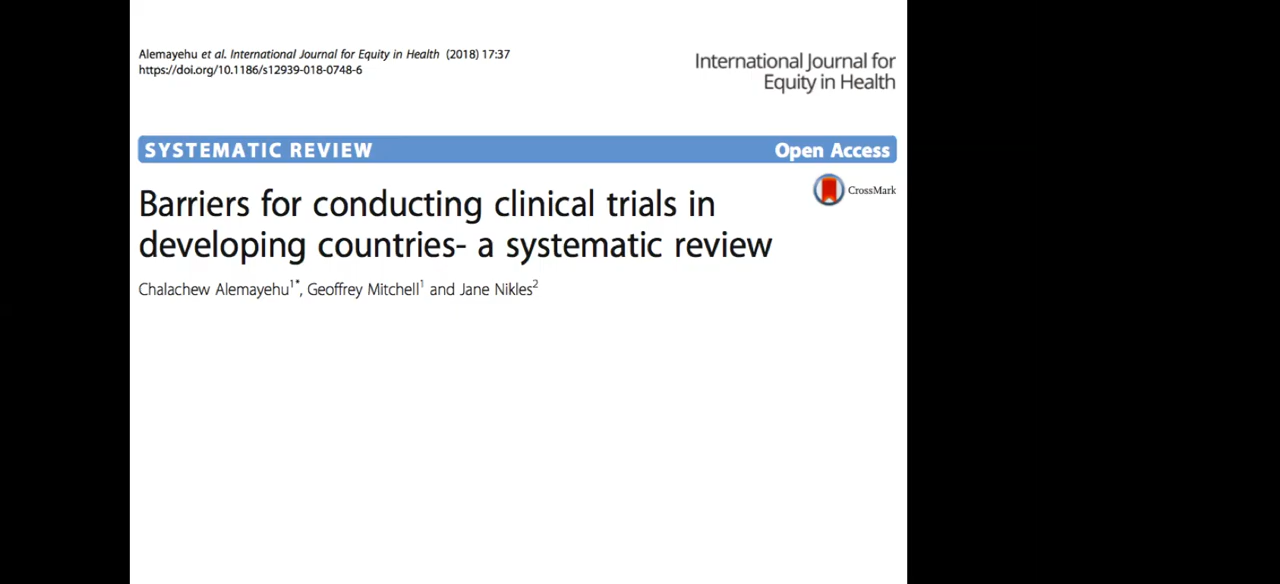 Alemayehu et al. International Journal for Equity in Health (2018) 17:37
https://doi.org/10.1186/s12939-018-0748-6
International Journal for
Equity in Health
SYSTEMATIC REVIEW
Open Access
CrossMark
Barriers for conducting clinical trials in
developing countries- a systematic review
Chalachew Alemayehu1*, Geoffrey Mitchell1 and Jane Nikles2